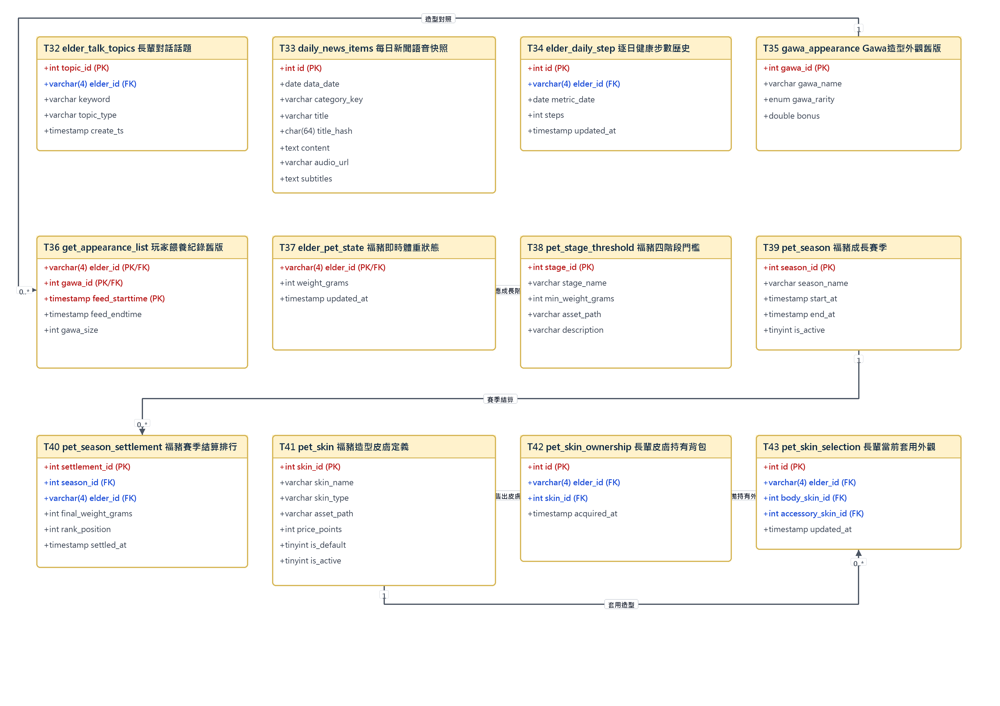 造型對照
1
T32 elder_talk_topics 長輩對話話題
+int topic_id (PK)
+varchar(4) elder_id (FK)
+varchar keyword
+varchar topic_type
+timestamp create_ts
T33 daily_news_items 每日新聞語音快照
+int id (PK)
+date data_date
+varchar category_key
+varchar title
+char(64) title_hash
+text content
+varchar audio_url
+text subtitles
T34 elder_daily_step 逐日健康步數歷史
+int id (PK)
+varchar(4) elder_id (FK)
+date metric_date
+int steps
+timestamp updated_at
T35 gawa_appearance Gawa造型外觀舊版
+int gawa_id (PK)
+varchar gawa_name
+enum gawa_rarity
+double bonus
0..*
T36 get_appearance_list 玩家餵養紀錄舊版
+varchar(4) elder_id (PK/FK)
+int gawa_id (PK/FK)
+timestamp feed_starttime (PK)
+timestamp feed_endtime
+int gawa_size
T37 elder_pet_state 福豬即時體重狀態
+varchar(4) elder_id (PK/FK)
+int weight_grams
+timestamp updated_at
應成長階
T38 pet_stage_threshold 福豬四階段門檻
+int stage_id (PK)
+varchar stage_name
+int min_weight_grams
+varchar asset_path
+varchar description
T39 pet_season 福豬成長賽季
+int season_id (PK)
+varchar season_name
+timestamp start_at
+timestamp end_at
+tinyint is_active
1
賽季結算
0..*
T40 pet_season_settlement 福豬賽季結算排行
+int settlement_id (PK)
+int season_id (FK)
+varchar(4) elder_id (FK)
+int final_weight_grams
+int rank_position
+timestamp settled_at
T41 pet_skin 福豬造型皮膚定義
+int skin_id (PK)
+varchar skin_name
+varchar skin_type
+varchar asset_path
+int price_points
+tinyint is_default
+tinyint is_active
售出皮膚
T42 pet_skin_ownership 長輩皮膚持有背包
+int id (PK)
+varchar(4) elder_id (FK)
+int skin_id (FK)
+timestamp acquired_at
備持有外
T43 pet_skin_selection 長輩當前套用外觀
+int id (PK)
+varchar(4) elder_id (FK)
+int body_skin_id (FK)
+int accessory_skin_id (FK)
+timestamp updated_at
0..*
1
套用造型